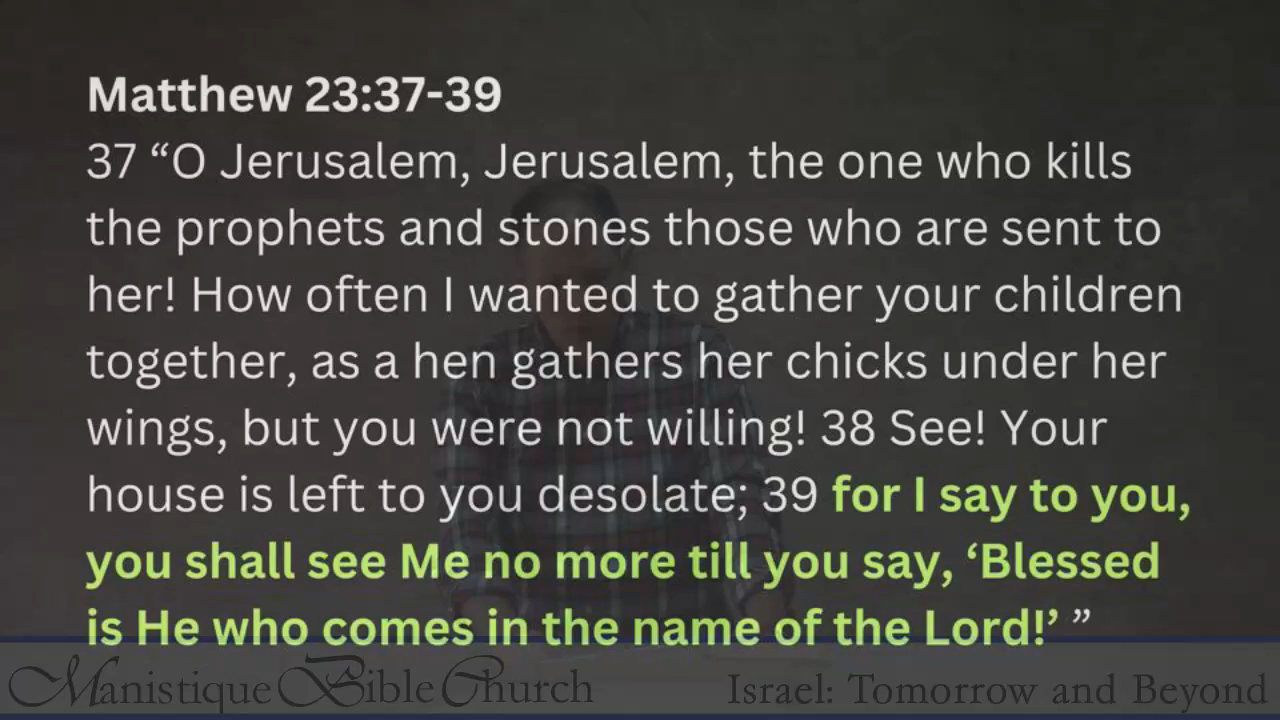 Matthew 23:37-39
37 “O Jerusalem, Jerusalem, the one who kills
the prophets and stones those who are sent to
her! How often I wanted to gather your children
together, as a hen gathers her chicks under her
wings, but you were not willing! 38 See! Your
house is left to you desolate; 39 for I say to you,
you shall see Me no more till you say, ‘Blessed
is He who comes in the name of the Lord!’ ”
Manistique Bible Church
Israel: Tomorrow and Beyond